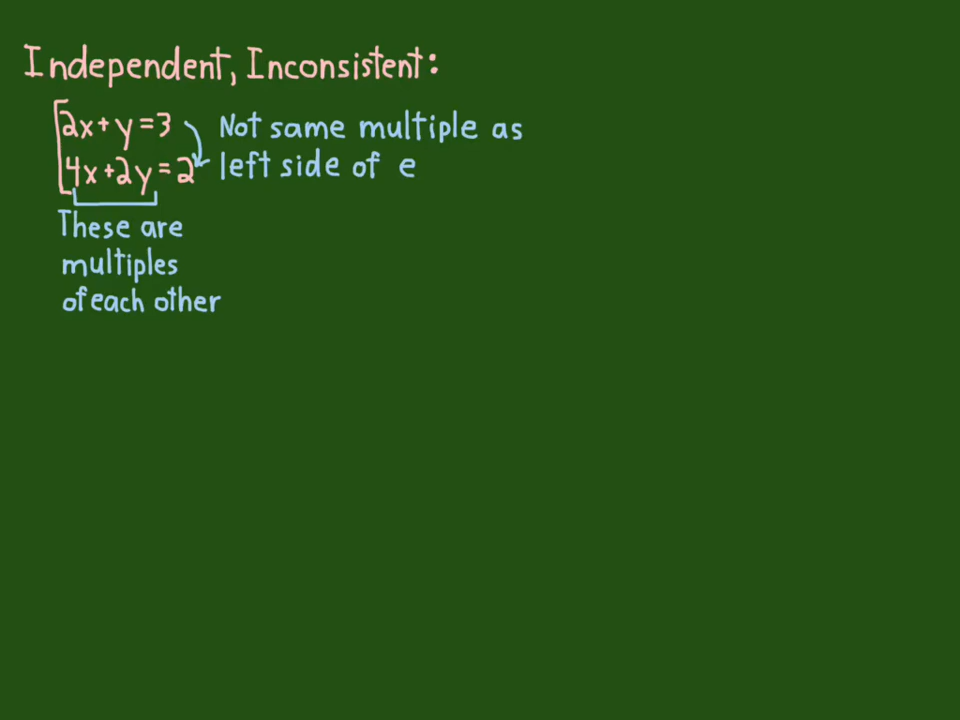 Independent, Inconsistent:
2x+y=3
Not same multiple as
4x+2y=2
left side of e
These are
multiples
of each other